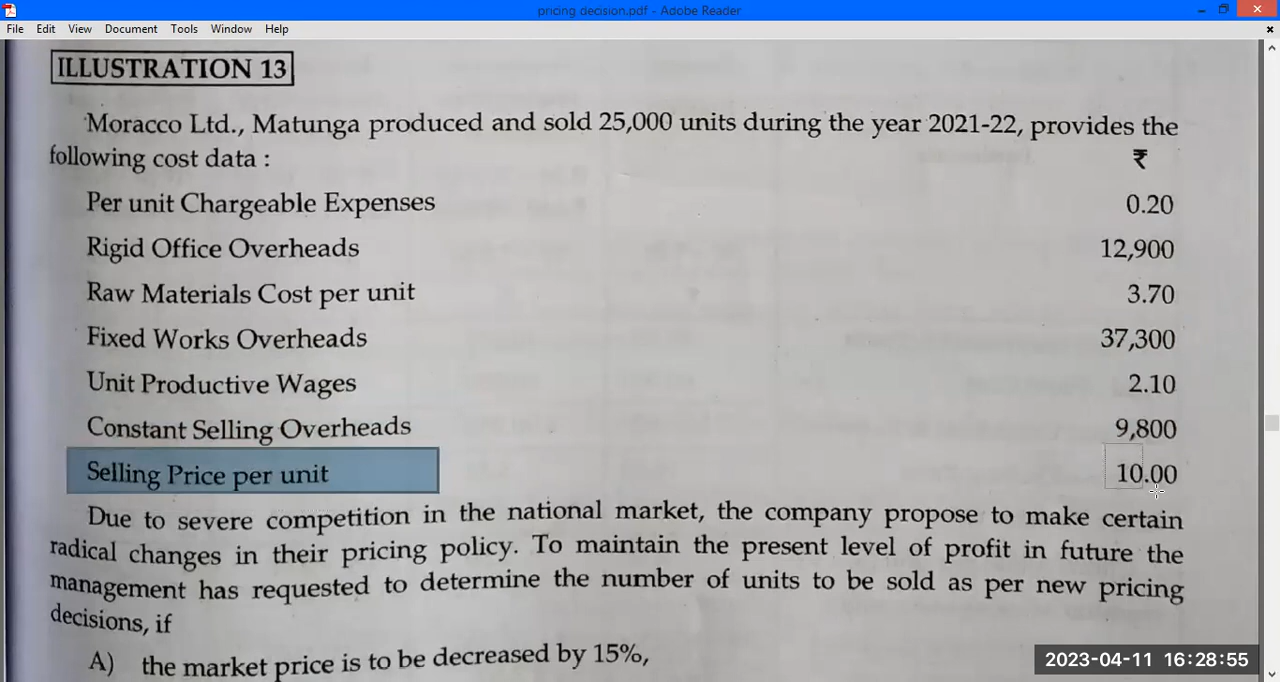 pricing decision.pdf - Adobe Reader
File Edit View Document Tools Window Help
ILLUSTRATION 13
Moracco Ltd., Matunga produced and sold 25,000 units during the year 2021-22, provides the
following cost data :
₹
Per unit Chargeable Expenses 0.20
Rigid Office Overheads 12,900
Raw Materials Cost per unit 3.70
Fixed Works Overheads 37,300
Unit Productive Wages 2.10
Constant Selling Overheads 9,800
Selling Price per unit 10.00
Due to severe competition in the national market, the company propose to make certain
radical changes in their pricing policy. To maintain the present level of profit in future the
management has requested to determine the number of units to be sold as per new pricing
decisions, if
A) the market price is to be decreased by 15%,
2023-04-11 16:28:55